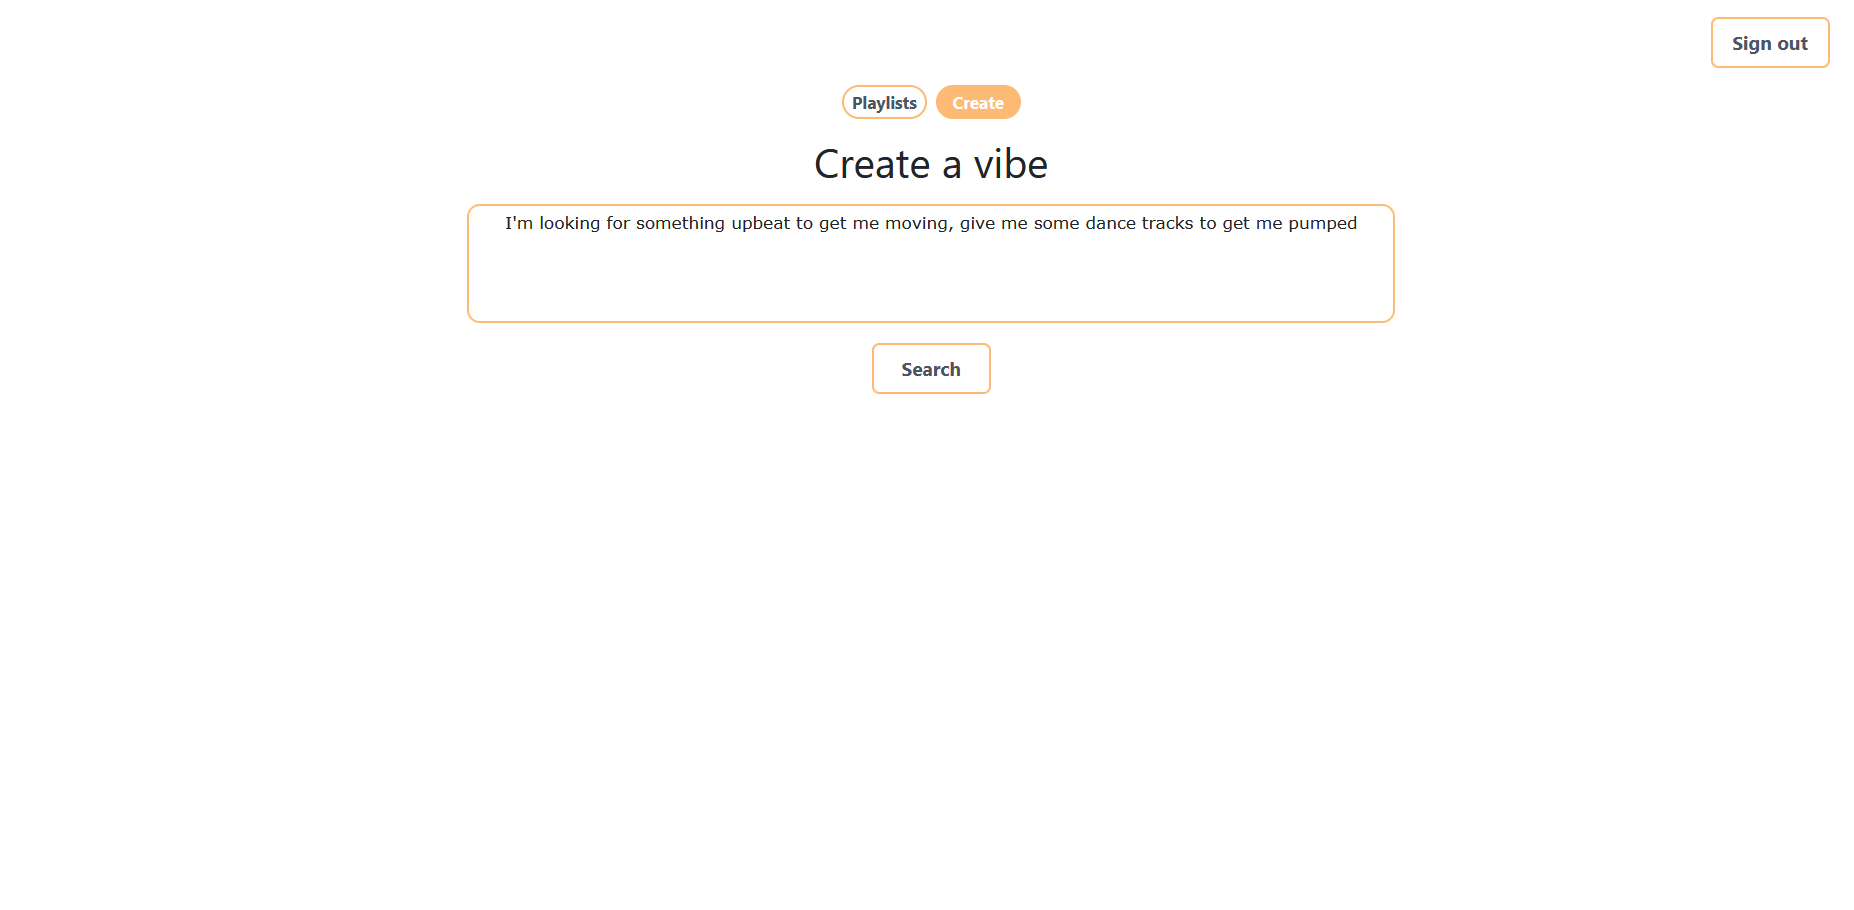 Sign out
Playlists Create
Create a vibe
I'm looking for something upbeat to get me moving, give me some dance tracks to get me pumped
Search